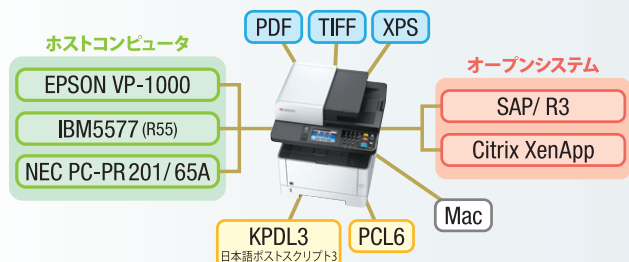 PDF
TIFF
XPS
ホストコンピュータ
EPSON VP-1000
IBM5577 (R55)
NEC PC-PR201/65A
オープンシステム
SAP/ R3
Citrix XenApp
Mac
KPDL3
日本語ポストスクリプト3
PCL6